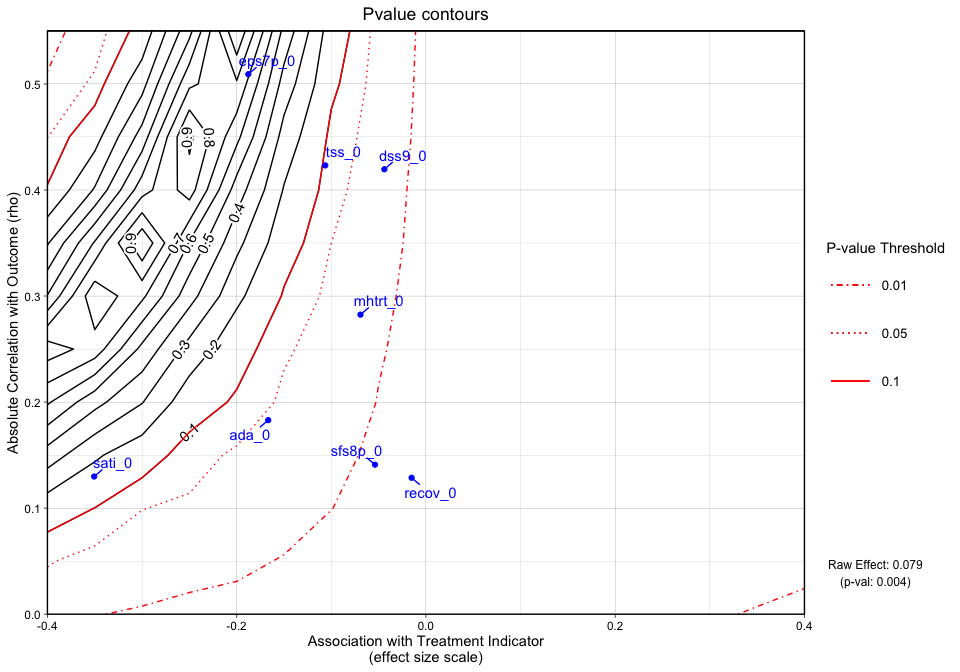 Pvalue contours
Absolute Correlation with Outcome (rho)
0.5
0.4
0.3
0.2
0.1
0.0
-0.4
-0.2
0.0
0.2
0.4
Association with Treatment Indicator
(effect size scale)
eps7p_0
tss_0
dss9_0
mhtrt_0
ada_0
sfs8p_0
sati_0
recov_0
0.9
0.8
0.9
0.7
0.6
0.5
0.4
0.3
0.2
0.1
P-value Threshold
0.01
0.05
0.1
Raw Effect: 0.079
(p-val: 0.004)